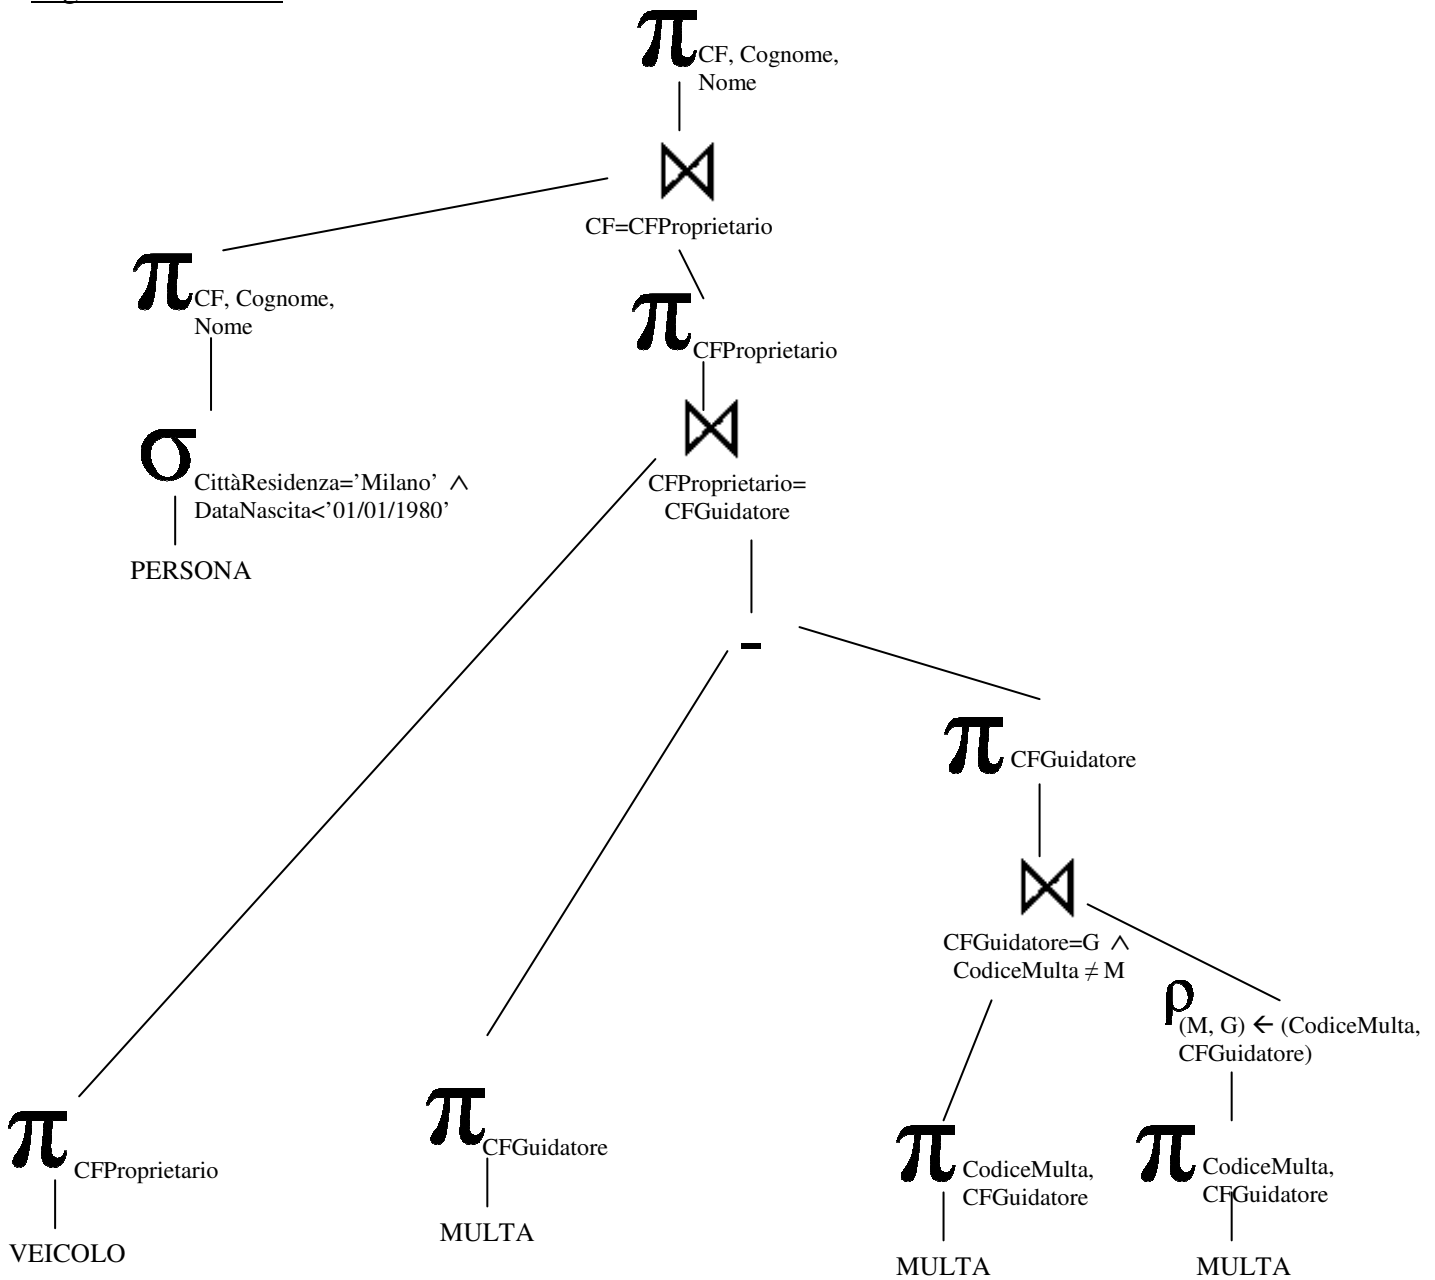 π CF, Cognome,
Nome
⋈
CF=CFProprietario
π CF, Cognome,
Nome
π CFProprietario
σ CittàResidenza=’Milano’ ∧
DataNascita<’01/01/1980’
PERSONA
⋈
CFProprietario=
CFGuidatore
-
π CFGuidatore
⋈
CFGuidatore=G ∧
CodiceMulta ≠ M
ρ (M, G) ← (CodiceMulta,
CFGuidatore)
π CFProprietario
VEICOLO
π CFGuidatore
MULTA
π CodiceMulta,
CFGuidatore
MULTA
π CodiceMulta,
CFGuidatore
MULTA